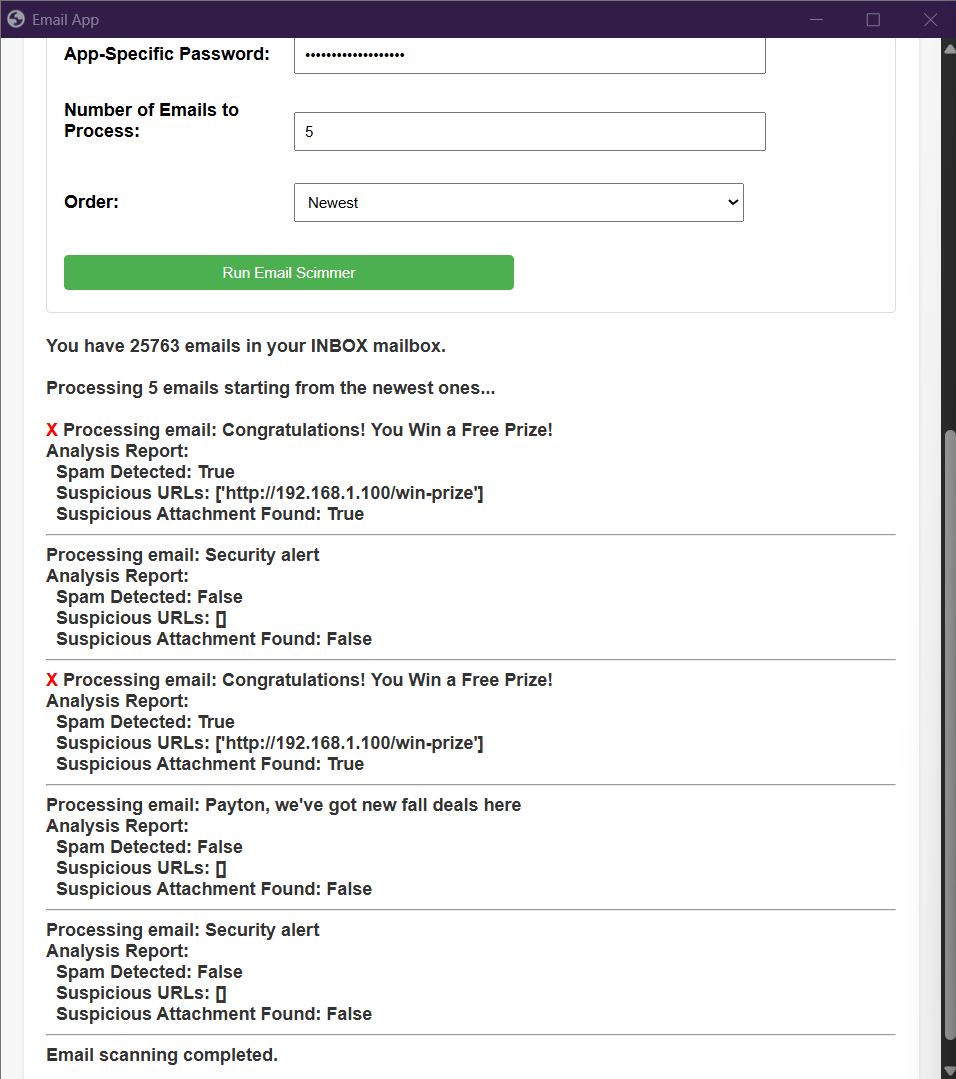 Email App
App-Specific Password:
•••••••••••••••••••
Number of Emails to
Process:
5
Order:
Newest
Run Email Scimmer
You have 25763 emails in your INBOX mailbox.
Processing 5 emails starting from the newest ones...
X Processing email: Congratulations! You Win a Free Prize!
Analysis Report:
Spam Detected: True
Suspicious URLs: ['http://192.168.1.100/win-prize']
Suspicious Attachment Found: True
Processing email: Security alert
Analysis Report:
Spam Detected: False
Suspicious URLs: []
Suspicious Attachment Found: False
X Processing email: Congratulations! You Win a Free Prize!
Analysis Report:
Spam Detected: True
Suspicious URLs: ['http://192.168.1.100/win-prize']
Suspicious Attachment Found: True
Processing email: Payton, we've got new fall deals here
Analysis Report:
Spam Detected: False
Suspicious URLs: []
Suspicious Attachment Found: False
Processing email: Security alert
Analysis Report:
Spam Detected: False
Suspicious URLs: []
Suspicious Attachment Found: False
Email scanning completed.